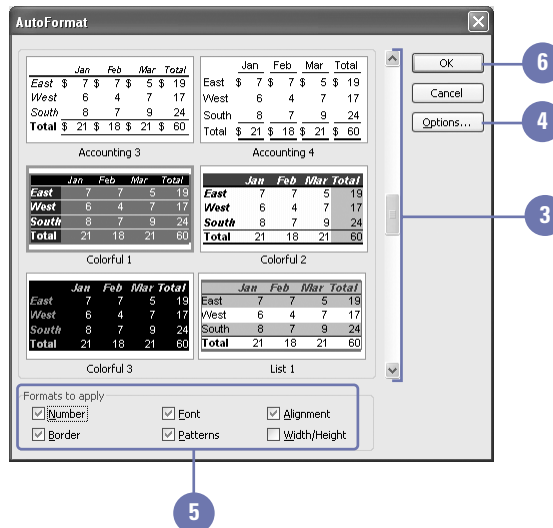 AutoFormat
Jan Feb Mar Total
East $ 7 $ 7 $ 5 $ 19
West 6 4 7 17
South 8 7 9 24
Total $ 21 $ 18 $ 21 $ 60
Accounting 3
Jan Feb Mar Total
East $ 7 $ 7 $ 5 $ 19
West 6 4 7 17
South 8 7 9 24
Total $ 21 $ 18 $ 21 $ 60
Accounting 4
Jan Feb Mar Total
East 7 7 5 19
West 6 4 7 17
South 8 7 9 24
Total 21 18 21 60
Colorful 1
Jan Feb Mar Total
East 7 7 5 19
West 6 4 7 17
South 8 7 9 24
Total 21 18 21 60
Colorful 2
Jan Feb Mar Total
East 7 7 5 19
West 6 4 7 17
South 8 7 9 24
Total 21 18 21 60
Colorful 3
Jan Feb Mar Total
East 7 7 5 19
West 6 4 7 17
South 8 7 9 24
Total 21 18 21 60
List 1
OK
Cancel
Options...
6
4
3
Formats to apply
Number Font Alignment
Border Patterns Width/Height
5